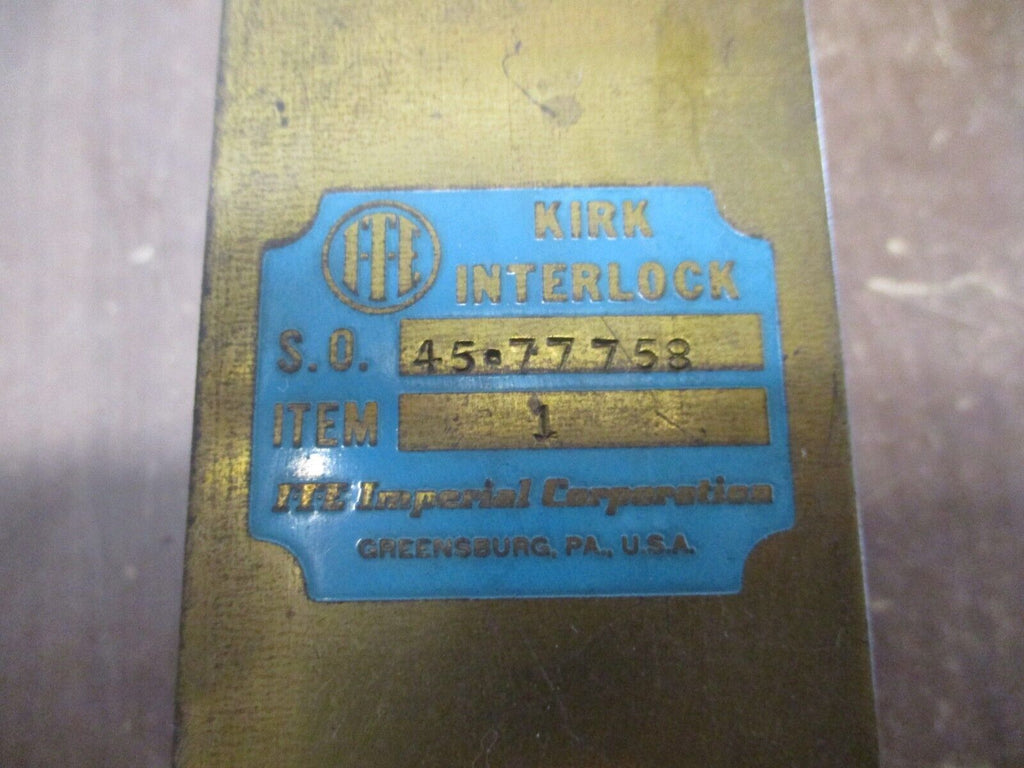 ITE
KIRK
INTERLOCK
S.O. 45-77758
ITEM 1
ITE Imperial Corporation
GREENSBURG, PA., U.S.A.